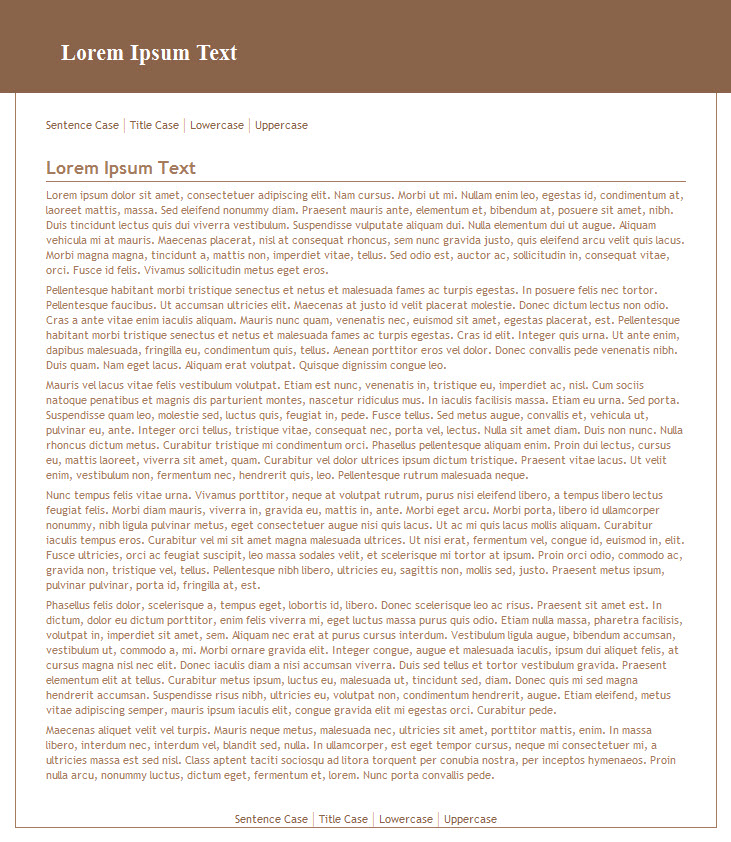 Lorem Ipsum Text
Sentence Case | Title Case | Lowercase | Uppercase
Lorem Ipsum Text
Lorem ipsum dolor sit amet, consectetuer adipiscing elit. Nam cursus. Morbi ut mi. Nullam enim leo, egestas id, condimentum at,
laoreet mattis, massa. Sed eleifend nonummy diam. Praesent mauris ante, elementum et, bibendum at, posuere sit amet, nibh.
Duis tincidunt lectus quis dui viverra vestibulum. Suspendisse vulputate aliquam dui. Nulla elementum dui ut augue. Aliquam
vehicula mi at mauris. Maecenas placerat, nisl at consequat rhoncus, sem nunc gravida justo, quis eleifend arcu velit quis lacus.
Morbi magna magna, tincidunt a, mattis non, imperdiet vitae, tellus. Sed odio est, auctor ac, sollicitudin in, consequat vitae,
orci. Fusce id felis. Vivamus sollicitudin metus eget eros.
Pellentesque habitant morbi tristique senectus et netus et malesuada fames ac turpis egestas. In posuere felis nec tortor.
Pellentesque faucibus. Ut accumsan ultricies elit. Maecenas at justo id velit placerat molestie. Donec dictum lectus non odio.
Cras a ante vitae enim iaculis aliquam. Mauris nunc quam, venenatis nec, euismod sit amet, egestas placerat, est. Pellentesque
habitant morbi tristique senectus et netus et malesuada fames ac turpis egestas. Cras id elit. Integer quis urna. Ut ante enim,
dapibus malesuada, fringilla eu, condimentum quis, tellus. Aenean porttitor eros vel dolor. Donec convallis pede venenatis nibh.
Duis quam. Nam eget lacus. Aliquam erat volutpat. Quisque dignissim congue leo.
Mauris vel lacus vitae felis vestibulum volutpat. Etiam est nunc, venenatis in, tristique eu, imperdiet ac, nisl. Cum sociis
natoque penatibus et magnis dis parturient montes, nascetur ridiculus mus. In iaculis facilisis massa. Etiam eu urna. Sed porta.
Suspendisse quam leo, molestie sed, luctus quis, feugiat in, pede. Fusce tellus. Sed metus augue, convallis et, vehicula ut,
pulvinar eu, ante. Integer orci tellus, tristique vitae, consequat nec, porta vel, lectus. Nulla sit amet diam. Duis non nunc. Nulla
rhoncus dictum metus. Curabitur tristique mi condimentum orci. Phasellus pellentesque aliquam enim. Proin dui lectus, cursus
eu, mattis laoreet, viverra sit amet, quam. Curabitur vel dolor ultrices ipsum dictum tristique. Praesent vitae lacus. Ut velit
enim, vestibulum non, fermentum nec, hendrerit quis, leo. Pellentesque rutrum malesuada neque.
Nunc tempus felis vitae urna. Vivamus porttitor, neque at volutpat rutrum, purus nisi eleifend libero, a tempus libero lectus
feugiat felis. Morbi diam mauris, viverra in, gravida eu, mattis in, ante. Morbi eget arcu. Morbi porta, libero id ullamcorper
nonummy, nibh ligula pulvinar metus, eget consectetuer augue nisi quis lacus. Ut ac mi quis lacus mollis aliquam. Curabitur
iaculis tempus eros. Curabitur vel mi sit amet magna malesuada ultrices. Ut nisi erat, fermentum vel, congue id, euismod in, elit.
Fusce ultricies, orci ac feugiat suscipit, leo massa sodales velit, et scelerisque mi tortor at ipsum. Proin orci odio, commodo ac,
gravida non, tristique vel, tellus. Pellentesque nibh libero, ultricies eu, sagittis non, mollis sed, justo. Praesent metus ipsum,
pulvinar pulvinar, porta id, fringilla at, est.
Phasellus felis dolor, scelerisque a, tempus eget, lobortis id, libero. Donec scelerisque leo ac risus. Praesent sit amet est. In
dictum, dolor eu dictum porttitor, enim felis viverra mi, eget luctus massa purus quis odio. Etiam nulla massa, pharetra facilisis,
volutpat in, imperdiet sit amet, sem. Aliquam nec erat at purus cursus interdum. Vestibulum ligula augue, bibendum accumsan,
vestibulum ut, commodo a, mi. Morbi ornare gravida elit. Integer congue, augue et malesuada iaculis, ipsum dui aliquet felis, at
cursus magna nisl nec elit. Donec iaculis diam a nisi accumsan viverra. Duis sed tellus et tortor vestibulum gravida. Praesent
elementum elit at tellus. Curabitur metus ipsum, luctus eu, malesuada ut, tincidunt sed, diam. Donec quis mi sed magna
hendrerit accumsan. Suspendisse risus nibh, ultricies eu, volutpat non, condimentum hendrerit, augue. Etiam eleifend, metus
vitae adipiscing semper, mauris ipsum iaculis elit, congue gravida elit mi egestas orci. Curabitur pede.
Maecenas aliquet velit vel turpis. Mauris neque metus, malesuada nec, ultricies sit amet, porttitor mattis, enim. In massa
libero, interdum nec, interdum vel, blandit sed, nulla. In ullamcorper, est eget tempor cursus, neque mi consectetuer mi, a
ultricies massa est sed nisl. Class aptent taciti sociosqu ad litora torquent per conubia nostra, per inceptos hymenaeos. Proin
nulla arcu, nonummy luctus, dictum eget, fermentum et, lorem. Nunc porta convallis pede.
Sentence Case | Title Case | Lowercase | Uppercase